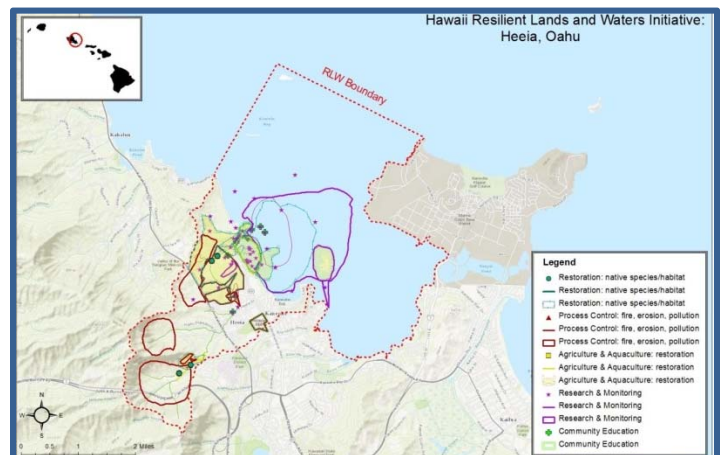 Hawaii Resilient Lands and Waters Initiative:
Heeia, Oahu
RLW Boundary
Kahaluu
Heeia
Kailua
N
W
E
S
0 0.5 1 2 Miles
Legend
Restoration: native species/habitat
Restoration: native species/habitat
Restoration: native species/habitat
Process Control: fire, erosion, pollution
Process Control: fire, erosion, pollution
Process Control: fire, erosion, pollution
Agriculture & Aquaculture: restoration
Agriculture & Aquaculture: restoration
Agriculture & Aquaculture: restoration
Research & Monitoring
Research & Monitoring
Research & Monitoring
Community Education
Community Education